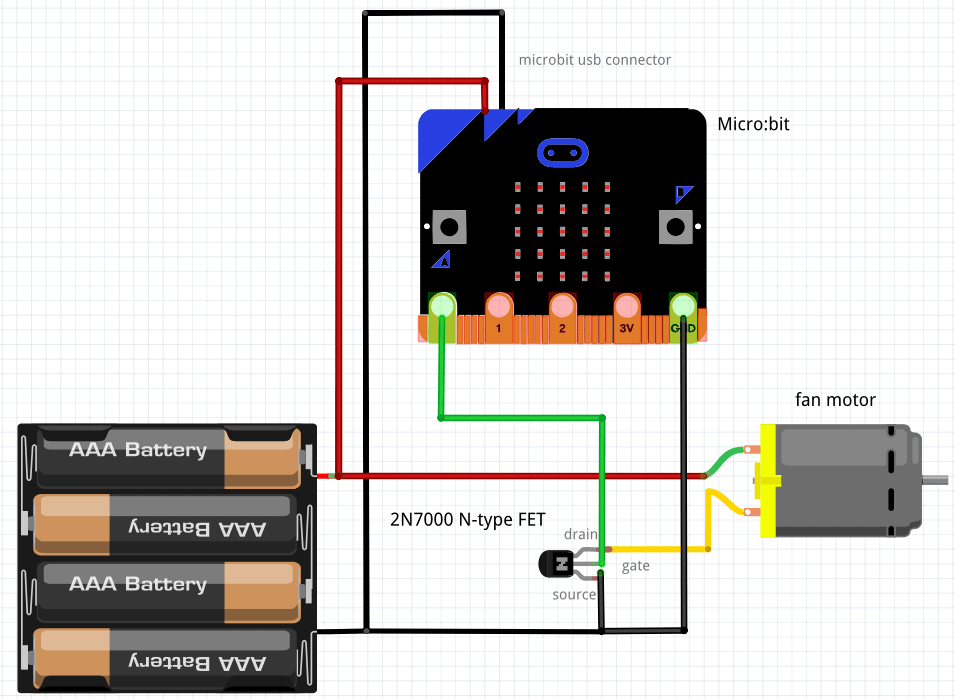 microbit usb connector
Micro:bit
1
2
3V
GND
fan motor
AAA Battery
AAA Battery
AAA Battery
AAA Battery
2N7000 N-type FET
drain
N
gate
source